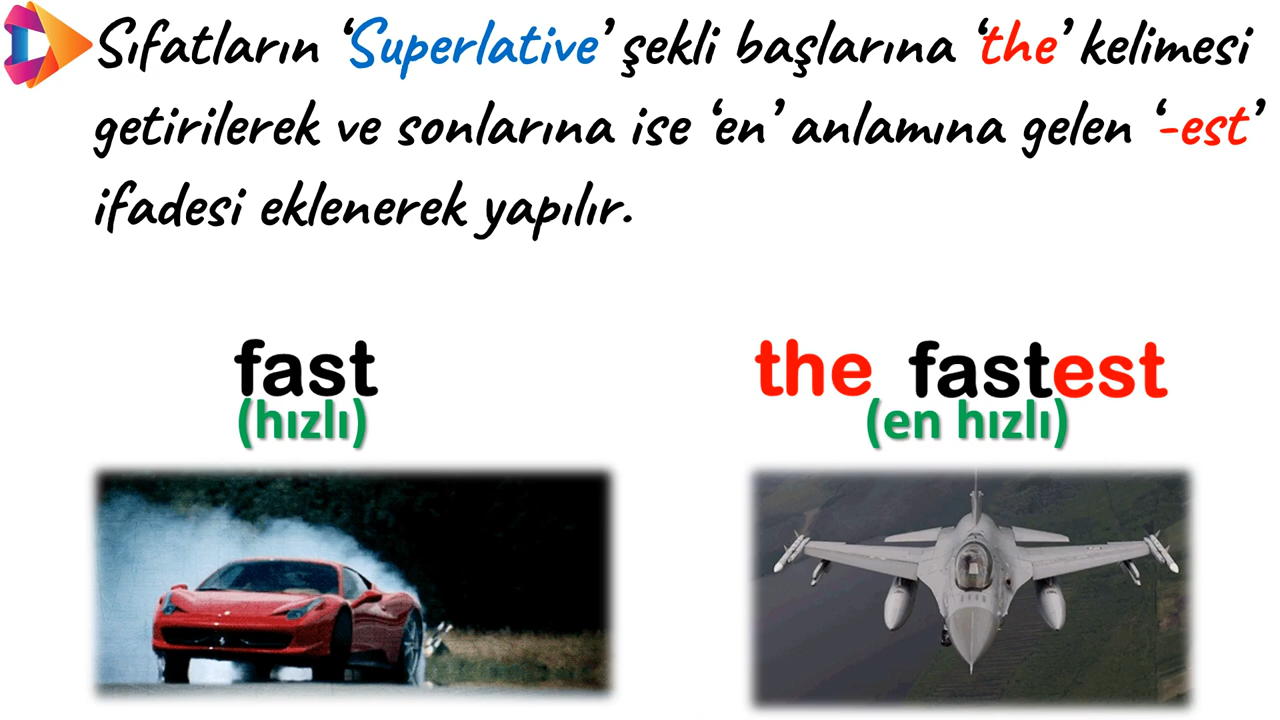 Sıfatların ‘Superlative’ şekli başlarına ‘the’ kelimesi
getirilerek ve sonlarına ise ‘en’ anlamına gelen ‘-est’
ifadesi eklenerek yapılır.
fast
(hızlı)
the fastest
(en hızlı)